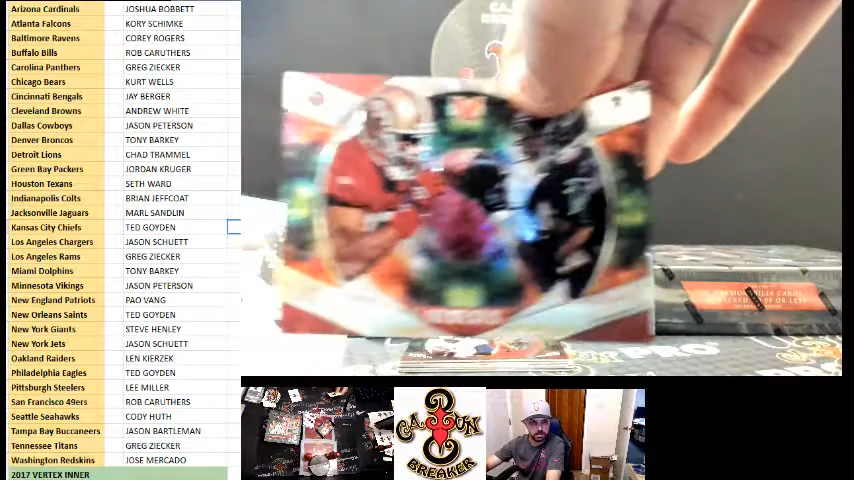 Arizona Cardinals JOSHUA BOBBETT
Atlanta Falcons KORY SCHIMKE
Baltimore Ravens COREY ROGERS
Buffalo Bills ROB CARUTHERS
Carolina Panthers GREG ZIECKER
Chicago Bears KURT WELLS
Cincinnati Bengals JAY BERGER
Cleveland Browns ANDREW WHITE
Dallas Cowboys JASON PETERSON
Denver Broncos TONY BARKEY
Detroit Lions CHAD TRAMMEL
Green Bay Packers JORDAN KRUGER
Houston Texans SETH WARD
Indianapolis Colts BRIAN JEFFCOAT
Jacksonville Jaguars MARL SANDLIN
Kansas City Chiefs TED GOYDEN
Los Angeles Chargers JASON SCHUETT
Los Angeles Rams GREG ZIECKER
Miami Dolphins TONY BARKEY
Minnesota Vikings JASON PETERSON
New England Patriots PAO VANG
New Orleans Saints TED GOYDEN
New York Giants STEVE HENLEY
New York Jets JASON SCHUETT
Oakland Raiders LEN KIERZEK
Philadelphia Eagles TED GOYDEN
Pittsburgh Steelers LEE MILLER
San Francisco 49ers ROB CARUTHERS
Seattle Seahawks CODY HUTH
Tampa Bay Buccaneers JASON BARTLEMAN
Tennessee Titans GREG ZIECKER
Washington Redskins JOSE MERCADO
2017 VERTEX INNER
CAJUN
BREAKER